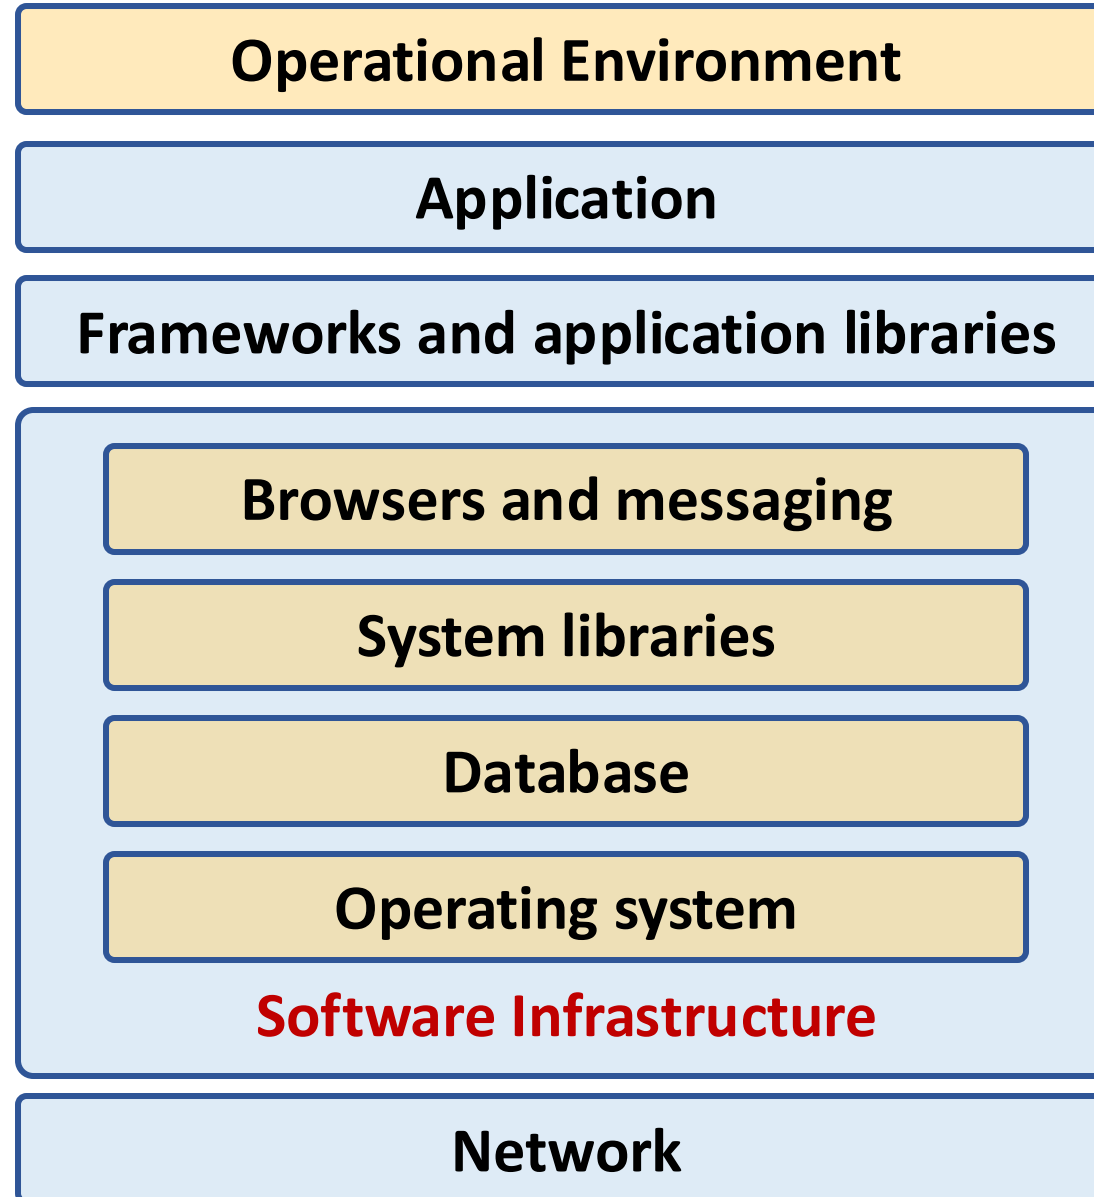 Operational Environment
Application
Frameworks and application libraries
Browsers and messaging
System libraries
Database
Operating system
Software Infrastructure
Network